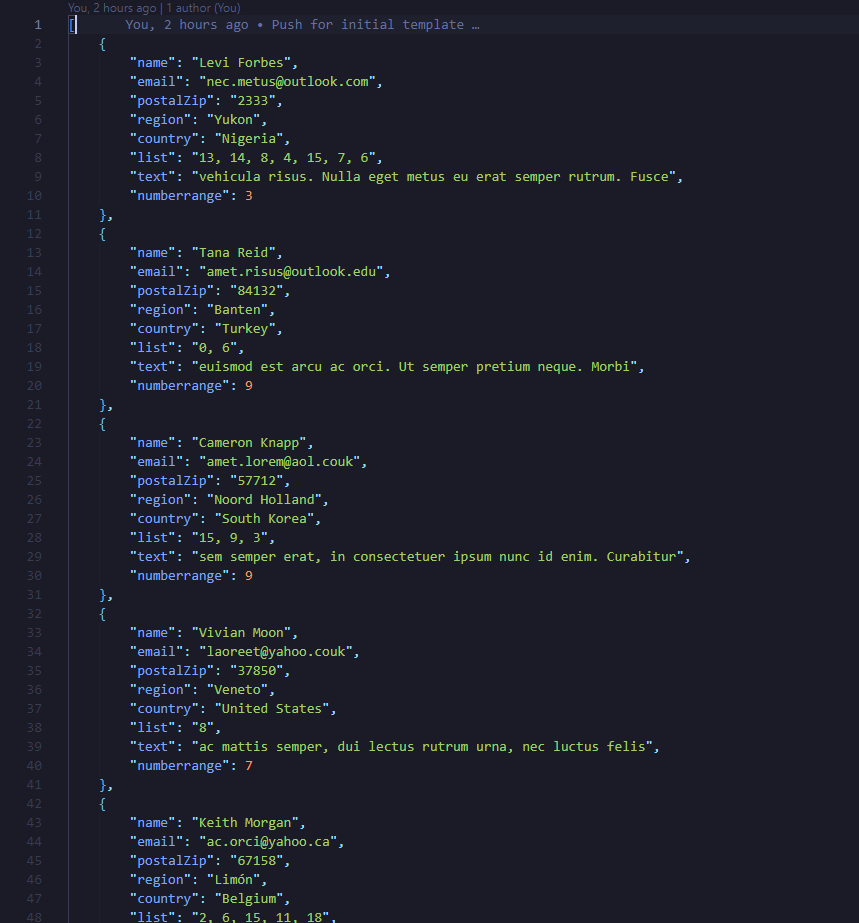 You, 2 hours ago | 1 author (You)
1 [ You, 2 hours ago • Push for initial template …
2 {
3 "name": "Levi Forbes",
4 "email": "nec.metus@outlook.com",
5 "postalZip": "2333",
6 "region": "Yukon",
7 "country": "Nigeria",
8 "list": "13, 14, 8, 4, 15, 7, 6",
9 "text": "vehicula risus. Nulla eget metus eu erat semper rutrum. Fusce",
10 "numberrange": 3
11 },
12 {
13 "name": "Tana Reid",
14 "email": "amet.risus@outlook.edu",
15 "postalZip": "84132",
16 "region": "Banten",
17 "country": "Turkey",
18 "list": "0, 6",
19 "text": "euismod est arcu ac orci. Ut semper pretium neque. Morbi",
20 "numberrange": 9
21 },
22 {
23 "name": "Cameron Knapp",
24 "email": "amet.lorem@aol.couk",
25 "postalZip": "57712",
26 "region": "Noord Holland",
27 "country": "South Korea",
28 "list": "15, 9, 3",
29 "text": "sem semper erat, in consectetuer ipsum nunc id enim. Curabitur",
30 "numberrange": 9
31 },
32 {
33 "name": "Vivian Moon",
34 "email": "laoreet@yahoo.couk",
35 "postalZip": "37850",
36 "region": "Veneto",
37 "country": "United States",
38 "list": "8",
39 "text": "ac mattis semper, dui lectus rutrum urna, nec luctus felis",
40 "numberrange": 7
41 },
42 {
43 "name": "Keith Morgan",
44 "email": "ac.orci@yahoo.ca",
45 "postalZip": "67158",
46 "region": "Limón",
47 "country": "Belgium",
48 "list": "2, 6, 15, 11, 18",